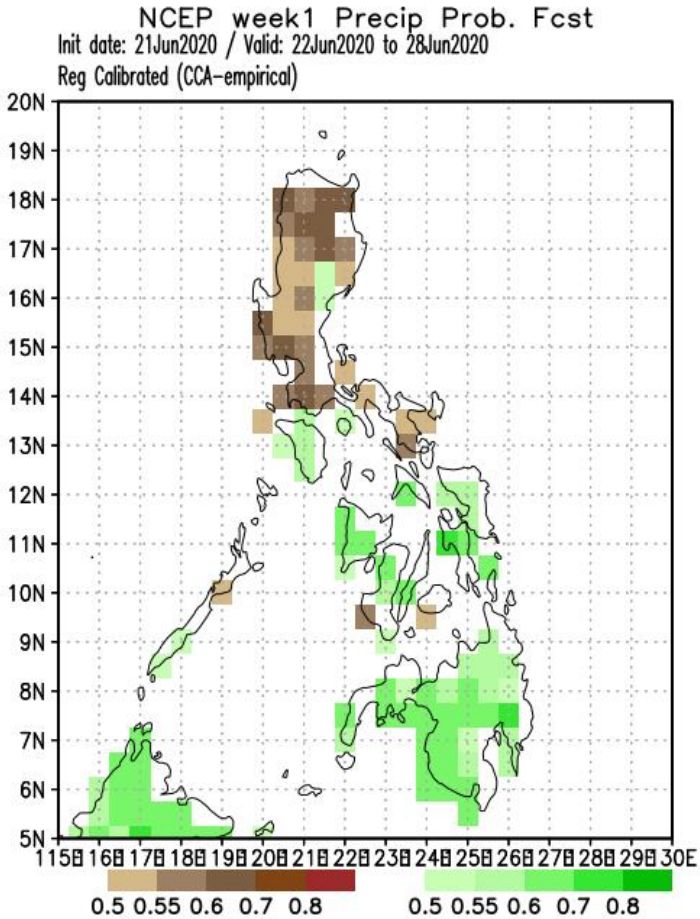 NCEP week1 Precip Prob. Fcst
Init date: 21Jun2020 / Valid: 22Jun2020 to 28Jun2020
Reg Calibrated (CCA-empirical)
20N
19N
18N
17N
16N
15N
14N
13N
12N
11N
10N
9N
8N
7N
6N
5N
115E 116E 117E 118E 119E 120E 121E 122E 123E 124E 125E 126E 127E 128E 129E 130E
0.5 0.55 0.6 0.7 0.8 0.5 0.55 0.6 0.7 0.8